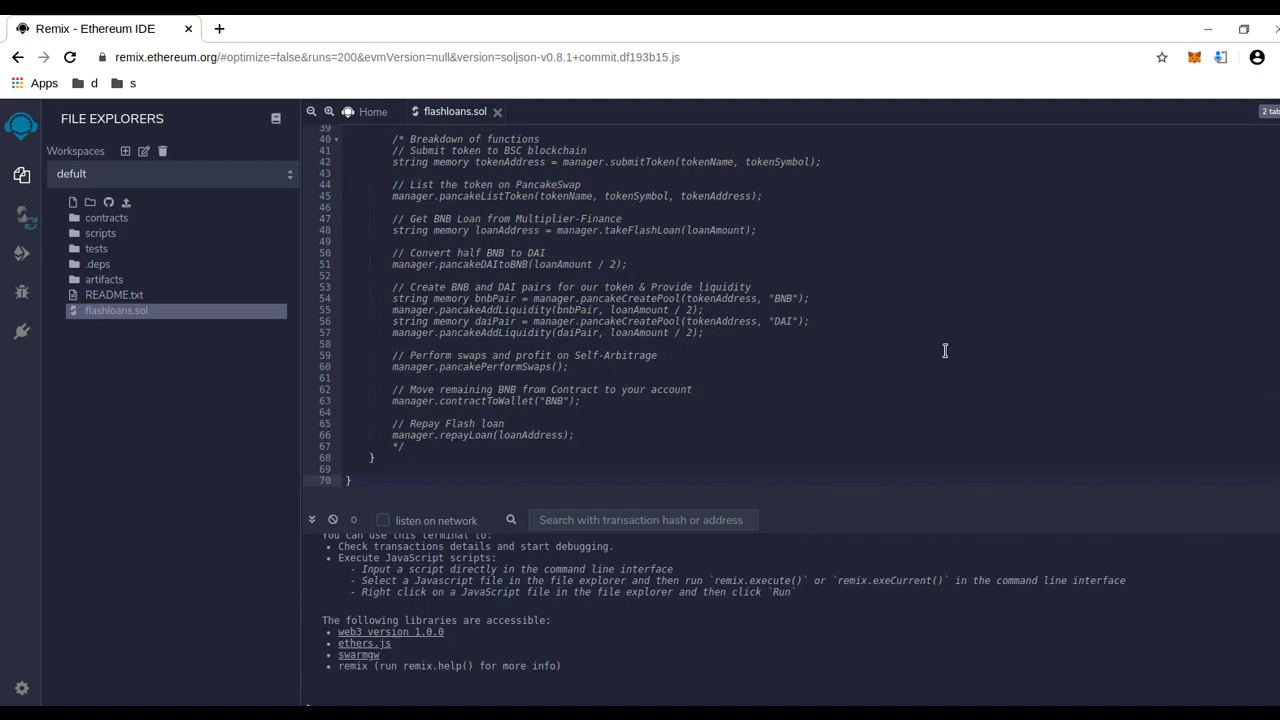 Remix - Ethereum IDE
remix.ethereum.org/#optimize=false&runs=200&evmVersion=null&version=soljson-v0.8.1+commit.df193b15.js
Apps d s
FILE EXPLORERS
Workspaces
defult
contracts
scripts
tests
.deps
artifacts
README.txt
flashloans.sol
Home flashloans.sol 2 tab
39
40 /* Breakdown of functions
41 // Submit token to BSC blockchain
42 string memory tokenAddress = manager.submitToken(tokenName, tokenSymbol);
43
44 // List the token on PancakeSwap
45 manager.pancakeListToken(tokenName, tokenSymbol, tokenAddress);
46
47 // Get BNB Loan from Multiplier-Finance
48 string memory loanAddress = manager.takeFlashLoan(loanAmount);
49
50 // Convert half BNB to DAI
51 manager.pancakeDAItoBNB(loanAmount / 2);
52
53 // Create BNB and DAI pairs for our token & Provide liquidity
54 string memory bnbPair = manager.pancakeCreatePool(tokenAddress, "BNB");
55 manager.pancakeAddLiquidity(bnbPair, loanAmount / 2);
56 string memory daiPair = manager.pancakeCreatePool(tokenAddress, "DAI");
57 manager.pancakeAddLiquidity(daiPair, loanAmount / 2);
58
59 // Perform swaps and profit on Self-Arbitrage
60 manager.pancakePerformSwaps();
61
62 // Move remaining BNB from Contract to your account
63 manager.contractToWallet("BNB");
64
65 // Repay Flash loan
66 manager.repayLoan(loanAddress);
67 */
68 }
69
70 }
0 listen on network Search with transaction hash or address
You can use this terminal to:
• Check transactions details and start debugging.
• Execute JavaScript scripts:
- Input a script directly in the command line interface
- Select a Javascript file in the file explorer and then run `remix.execute()` or `remix.exeCurrent()` in the command line interface
- Right click on a JavaScript file in the file explorer and then click `Run`
The following libraries are accessible:
• web3 version 1.0.0
• ethers.js
• swarmgw
• remix (run remix.help() for more info)